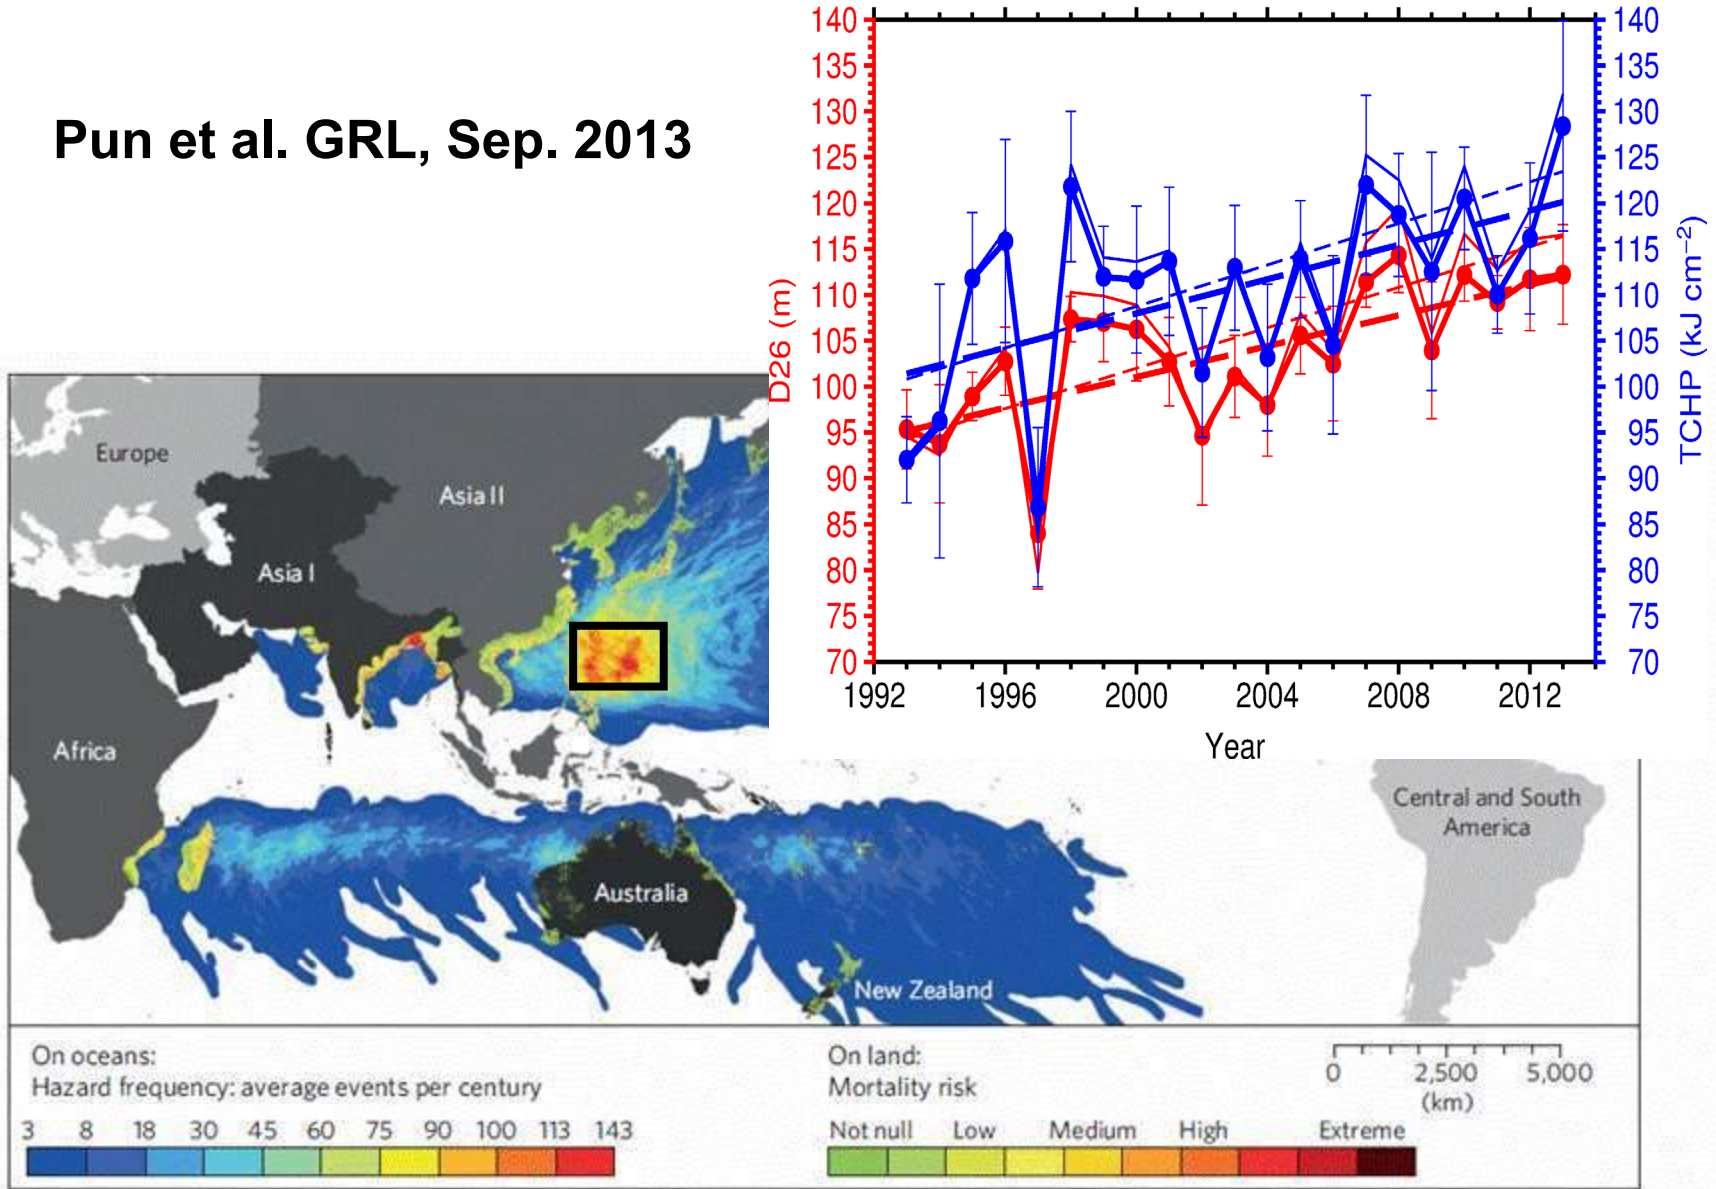 Pun et al. GRL, Sep. 2013
140 140
135 135
130 130
125 125
120 120
115 115
110 110
105 105
100 100
95 95
90 90
85 85
80 80
75 75
70 70
D26 (m)
TCHP (kJ cm⁻²)
1992 1996 2000 2004 2008 2012
Year
Europe
Asia II
Asia I
Africa
Australia
New Zealand
Central and South
America
On oceans:
Hazard frequency: average events per century
3 8 18 30 45 60 75 90 100 113 143
On land:
Mortality risk
Not null Low Medium High Extreme
0 2,500 5,000
(km)